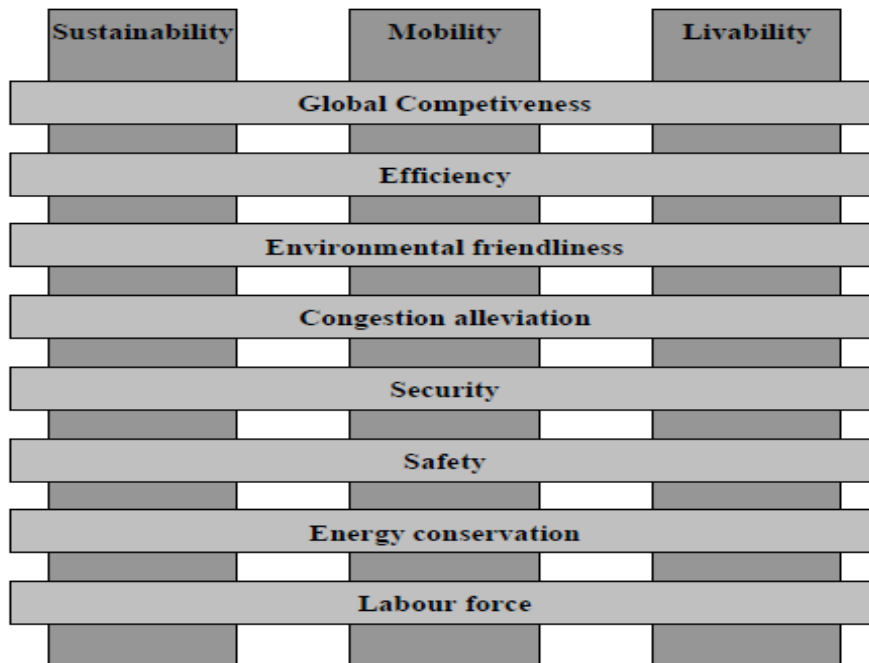 Sustainability Mobility Livability
Global Competiveness
Efficiency
Environmental friendliness
Congestion alleviation
Security
Safety
Energy conservation
Labour force